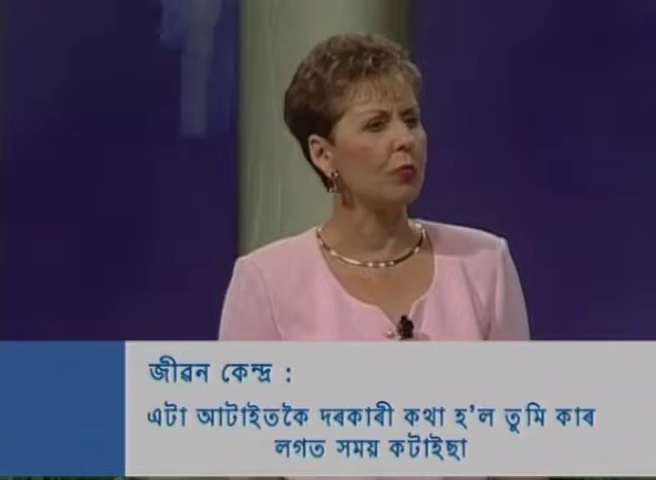 জীৱন কেন্দ্ৰ :
এটা আটাইতকৈ দৰকাৰী কথা হ'ল তুমি কাৰ
লগত সময় কটাইছা